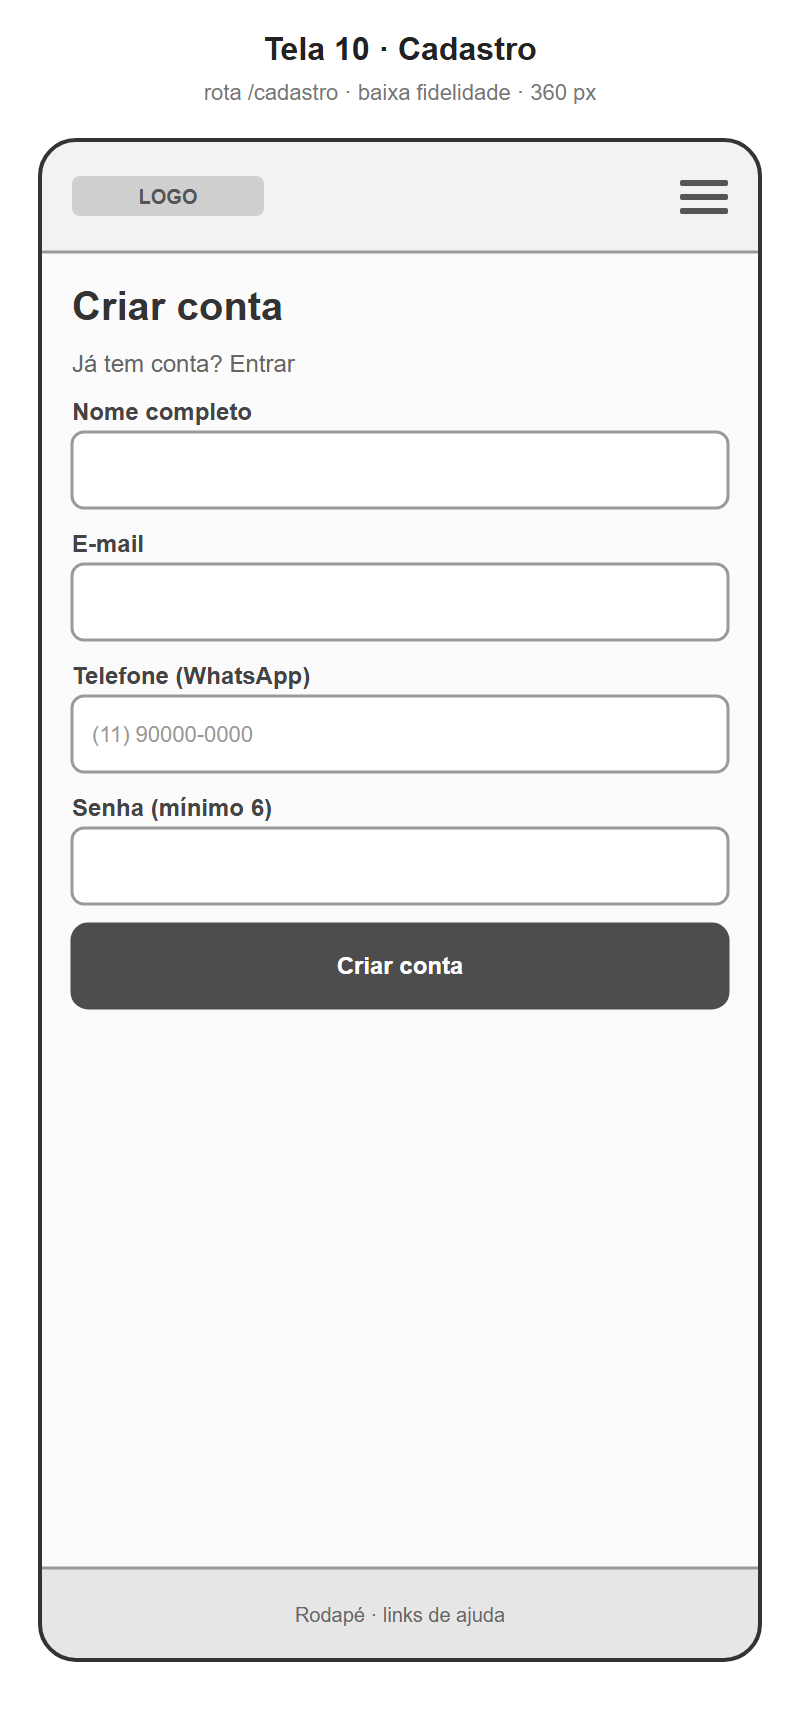 Tela 10 · Cadastro
rota /cadastro · baixa fidelidade · 360 px
LOGO
Criar conta
Já tem conta? Entrar
Nome completo
E-mail
Telefone (WhatsApp)
(11) 90000-0000
Senha (mínimo 6)
Criar conta
Rodapé · links de ajuda